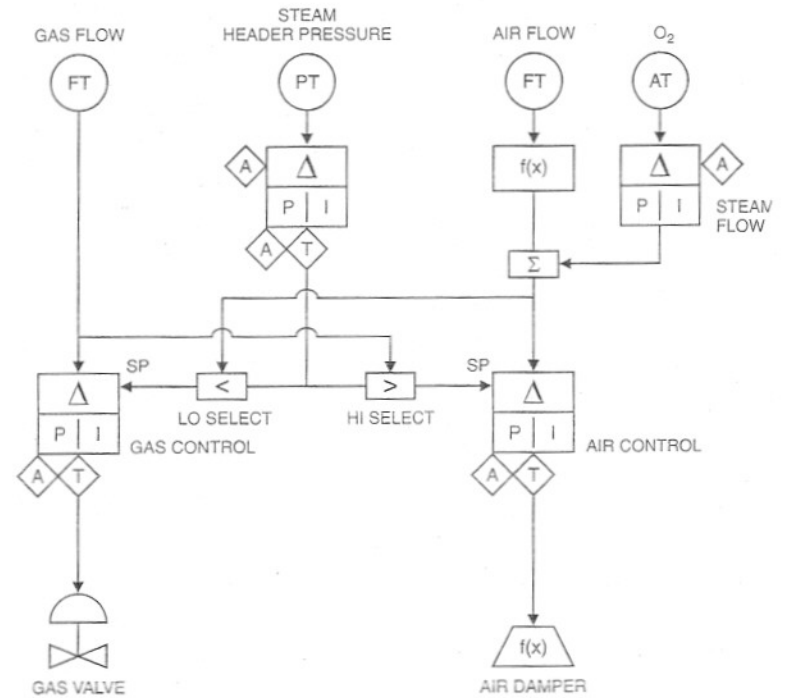 STEAM
GAS FLOW HEADER PRESSURE AIR FLOW O₂
FT PT FT AT
A Δ f(x) Δ A
P I P I STEAM
FLOW
A T Σ
SP SP
Δ < > Δ
LO SELECT HI SELECT
P I GAS CONTROL P I AIR CONTROL
A T A T
f(x)
GAS VALVE AIR DAMPER